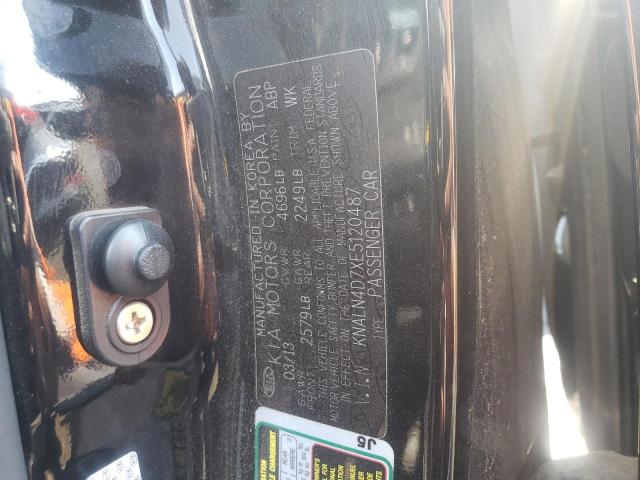 MANUFACTURED IN KOREA BY
KIA MOTORS CORPORATION
03/13 GVWR 4696LB PAINT ABP
GAWR FRONT 2579LB GAWR REAR 2249LB TRIM WK
THIS VEHICLE CONFORMS TO ALL APPLICABLE USA FEDERAL
MOTOR VEHICLE SAFETY, BUMPER AND THEFT PREVENTION STANDARDS
IN EFFECT ON THE DATE OF MANUFACTURE SHOWN ABOVE.
V.I.N: KNALN4D7XE5120487
TYPE: PASSENGER CAR
J5